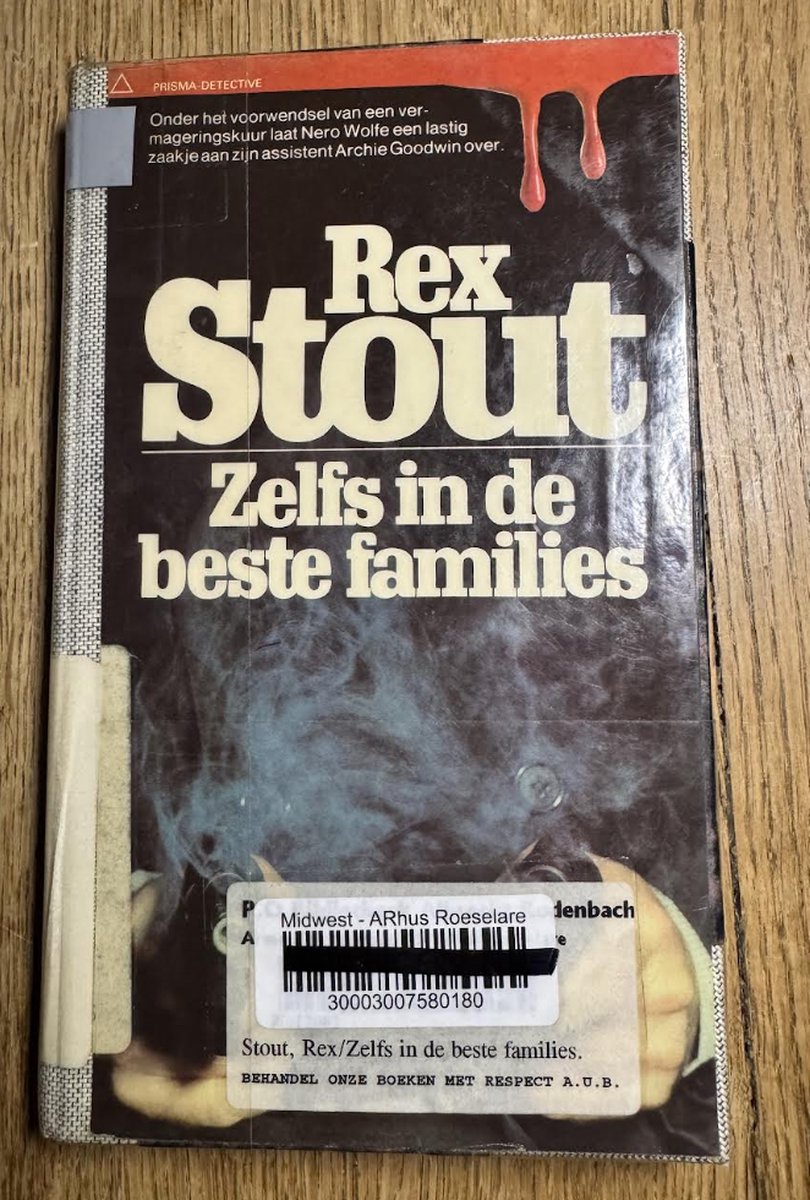 PRISMA-DETECTIVE
Onder het voorwendsel van een ver-
mageringskuur laat Nero Wolfe een lastig
zaakje aan zijn assistent Archie Goodwin over.
Rex
Stout
Zelfs in de
beste families
denbach
Midwest - ARhus Roeselare
30003007580180
Stout, Rex/Zelfs in de beste families.
BEHANDEL ONZE BOEKEN MET RESPECT A.U.B.